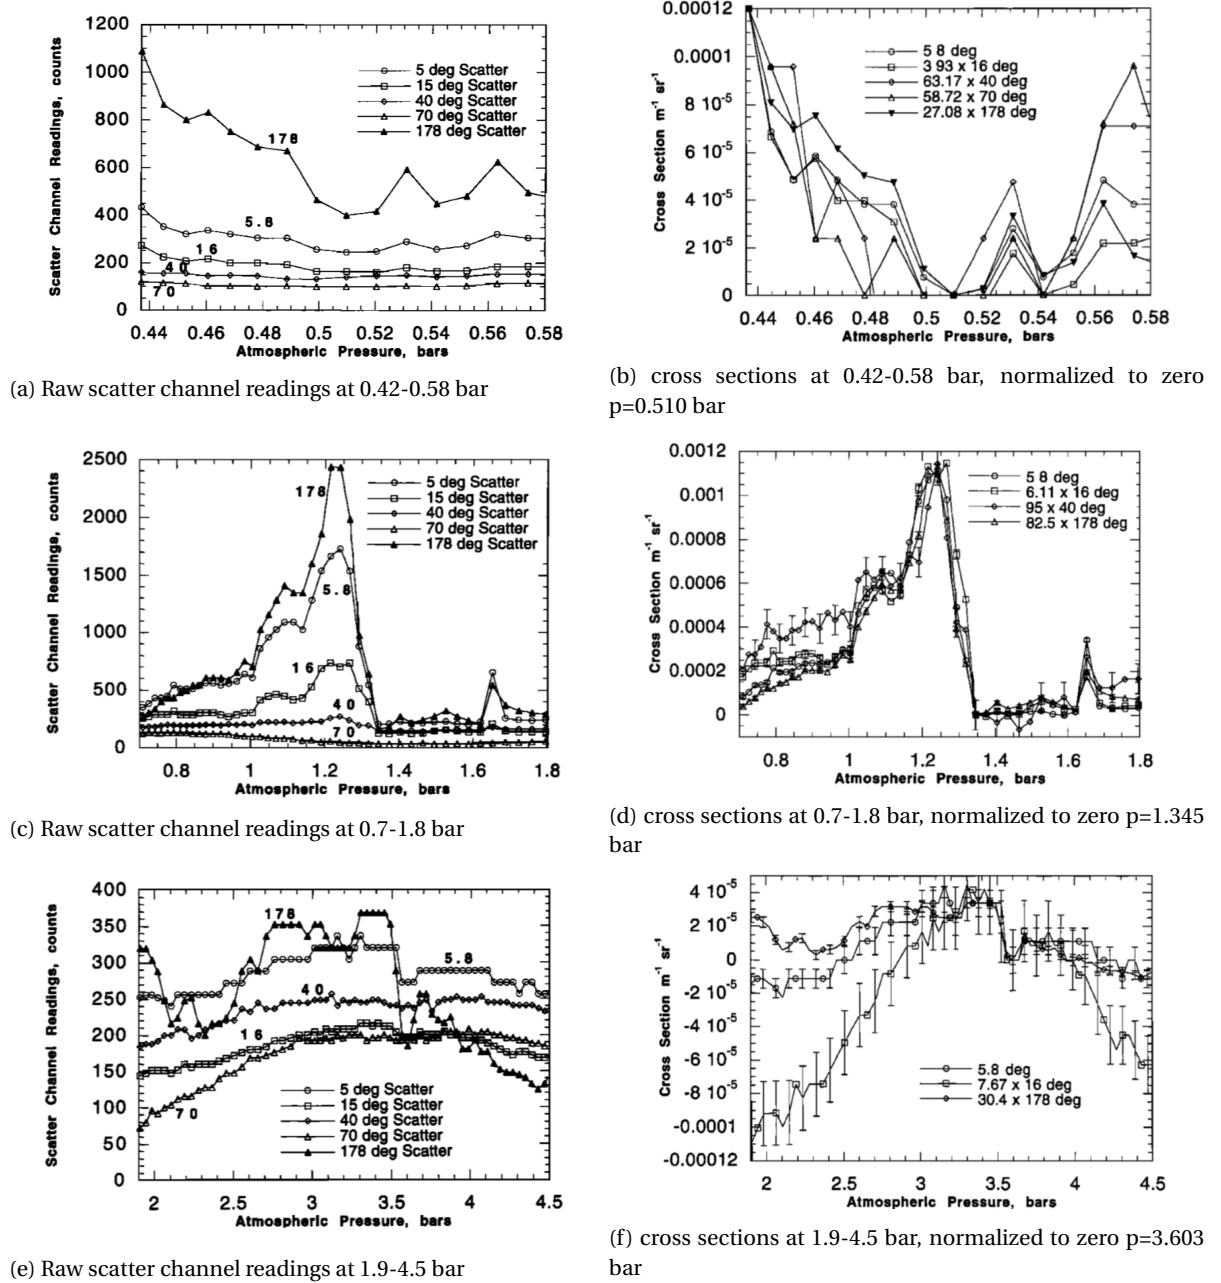 1200
1000
800
600
400
200
0
Scatter Channel Readings, counts
5 deg Scatter
15 deg Scatter
40 deg Scatter
70 deg Scatter
178 deg Scatter
178
5.8
16
40
70
0.44 0.46 0.48 0.5 0.52 0.54 0.56 0.58
Atmospheric Pressure, bars
(a) Raw scatter channel readings at 0.42-0.58 bar
0.00012
0.0001
8 10-5
6 10-5
4 10-5
2 10-5
0
Cross Section m-1 sr-1
5 8 deg
3 93 x 16 deg
63.17 x 40 deg
58.72 x 70 deg
27.08 x 178 deg
0.44 0.46 0.48 0.5 0.52 0.54 0.56 0.58
Atmospheric Pressure, bars
(b) cross sections at 0.42-0.58 bar, normalized to zero
p=0.510 bar
2500
2000
1500
1000
500
0
Scatter Channel Readings, counts
5 deg Scatter
15 deg Scatter
40 deg Scatter
70 deg Scatter
178 deg Scatter
178
5.8
16
40
70
0.8 1 1.2 1.4 1.6 1.8
Atmospheric Pressure, bars
(c) Raw scatter channel readings at 0.7-1.8 bar
0.0012
0.001
0.0008
0.0006
0.0004
0.0002
0
Cross Section m-1 sr-1
5 8 deg
6.11 x 16 deg
95 x 40 deg
82.5 x 178 deg
0.8 1 1.2 1.4 1.6 1.8
Atmospheric Pressure, bars
(d) cross sections at 0.7-1.8 bar, normalized to zero p=1.345
bar
400
350
300
250
200
150
100
50
0
Scatter Channel Readings, counts
178
5.8
40
16
70
5 deg Scatter
15 deg Scatter
40 deg Scatter
70 deg Scatter
178 deg Scatter
2 2.5 3 3.5 4 4.5
Atmospheric Pressure, bars
(e) Raw scatter channel readings at 1.9-4.5 bar
4 10-5
2 10-5
0
-2 10-5
-4 10-5
-6 10-5
-8 10-5
-0.0001
-0.00012
Cross Section m-1 sr-1
5.8 deg
7.67 x 16 deg
30.4 x 178 deg
2 2.5 3 3.5 4 4.5
Atmospheric Pressure, bars
(f) cross sections at 1.9-4.5 bar, normalized to zero p=3.603
bar